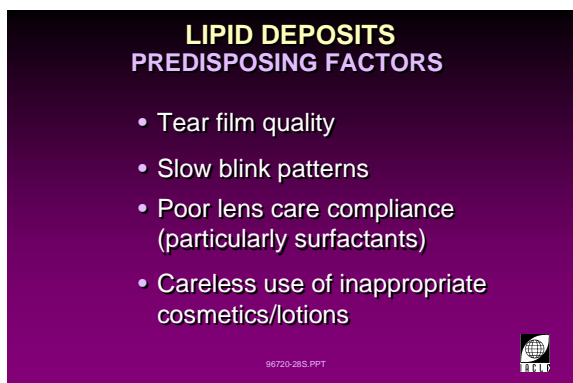 LIPID DEPOSITS
PREDISPOSING FACTORS
• Tear film quality
• Slow blink patterns
• Poor lens care compliance
(particularly surfactants)
• Careless use of inappropriate
cosmetics/lotions
96720-28S.PPT
IACLE